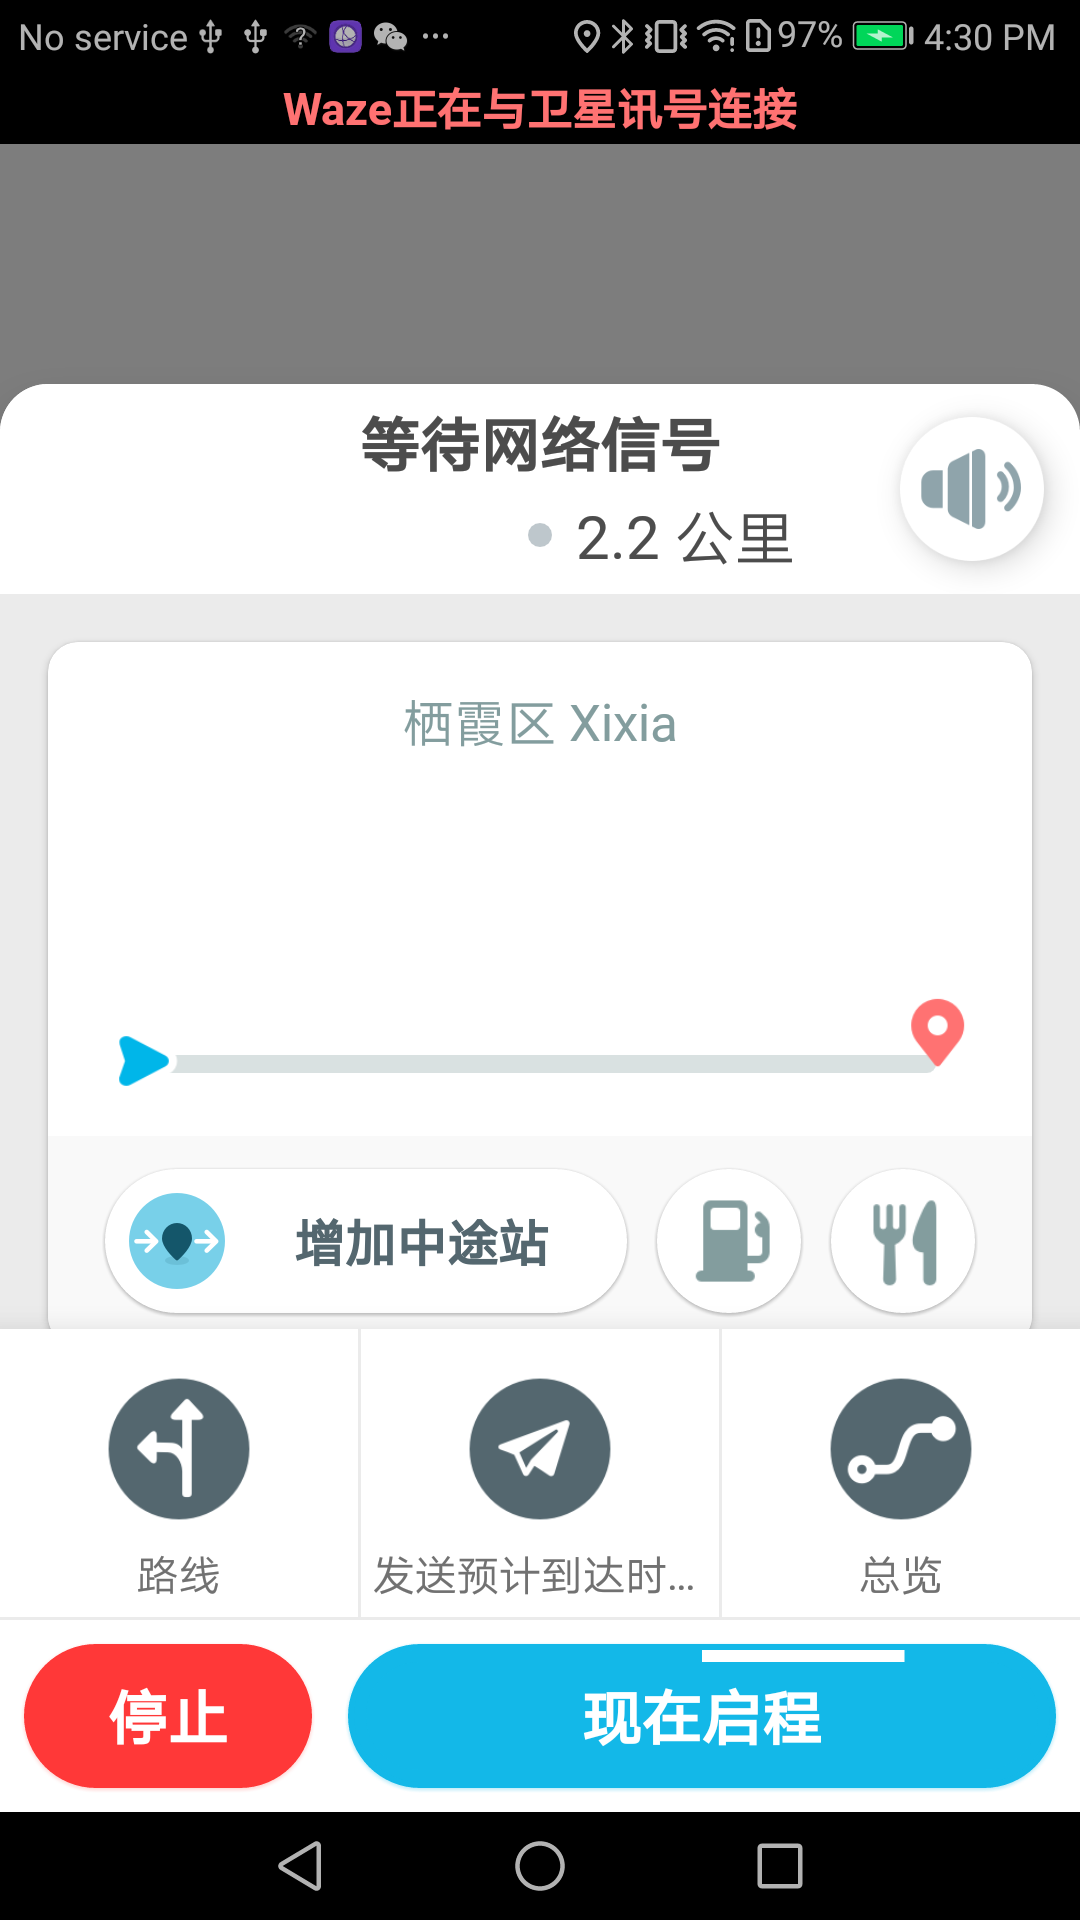 No service 97% 4:30 PM
Waze正在与卫星讯号连接
等待网络信号
2.2 公里
栖霞区 Xixia
增加中途站
路线
发送预计到达时...
总览
停止
现在启程